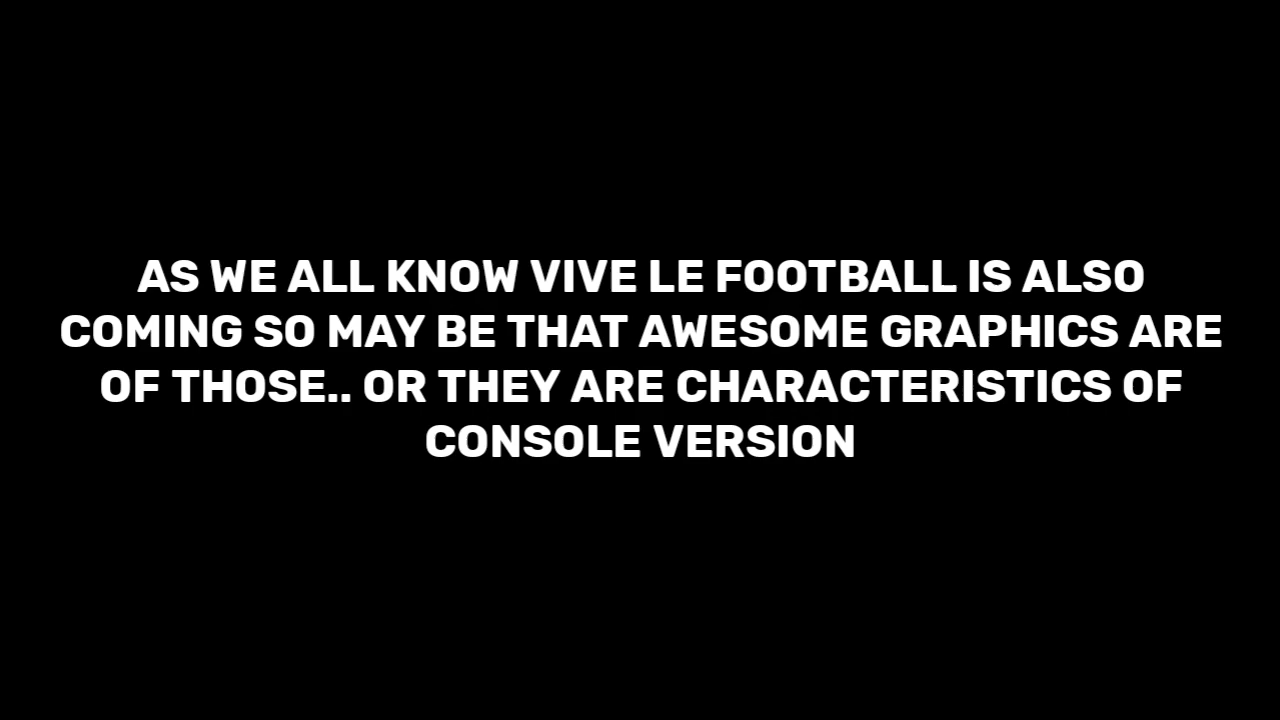 AS WE ALL KNOW VIVE LE FOOTBALL IS ALSO
COMING SO MAY BE THAT AWESOME GRAPHICS ARE
OF THOSE.. OR THEY ARE CHARACTERISTICS OF
CONSOLE VERSION